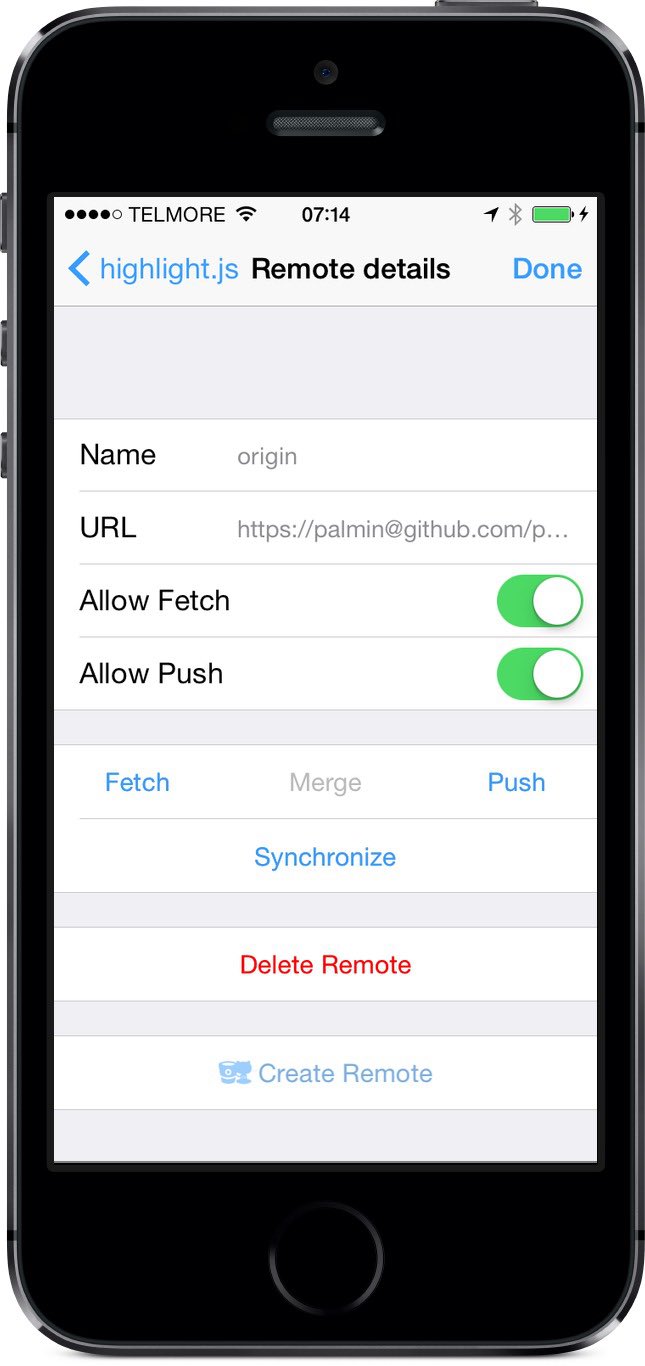 TELMORE 07:14
highlight.js Remote details Done
Name origin
URL https://palmin@github.com/p…
Allow Fetch
Allow Push
Fetch Merge Push
Synchronize
Delete Remote
Create Remote